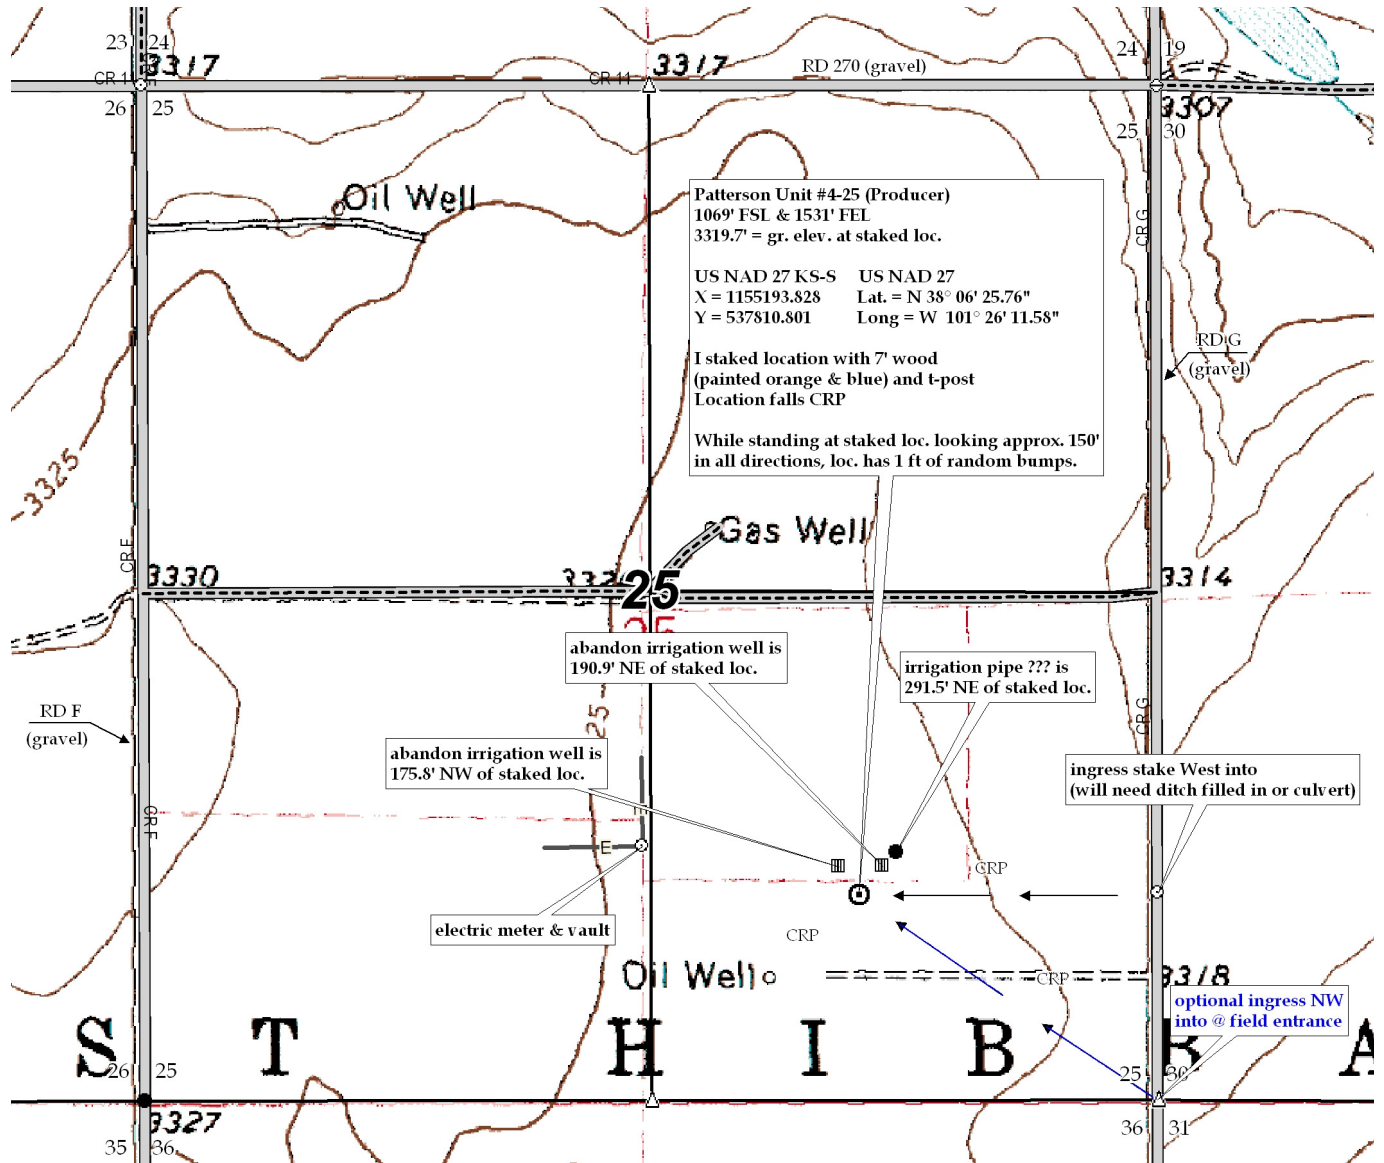 23 24
24 19
3317
3317
RD 270 (gravel)
CR 11
CR 11
3307
26 25
25 30
Oil Well
Patterson Unit #4-25 (Producer)
1069' FSL & 1531' FEL
3319.7' = gr. elev. at staked loc.
US NAD 27 KS-S US NAD 27
X = 1155193.828 Lat. = N 38° 06' 25.76"
Y = 537810.801 Long = W 101° 26' 11.58"
I staked location with 7' wood
(painted orange & blue) and t-post
Location falls CRP
While standing at staked loc. looking approx. 150'
in all directions, loc. has 1 ft of random bumps.
CR G
RD G
(gravel)
3325
Gas Well
CR F
3330
25
3314
25
abandon irrigation well is
190.9' NE of staked loc.
irrigation pipe ??? is
291.5' NE of staked loc.
RD F
(gravel)
25
CR G
abandon irrigation well is
175.8' NW of staked loc.
ingress stake West into
(will need ditch filled in or culvert)
CR F
E
E
CRP
electric meter & vault
CRP
Oil Well
CRP
3318
optional ingress NW
into @ field entrance
S T H I B B A
26 25
25 30
3327
35 36
36 31